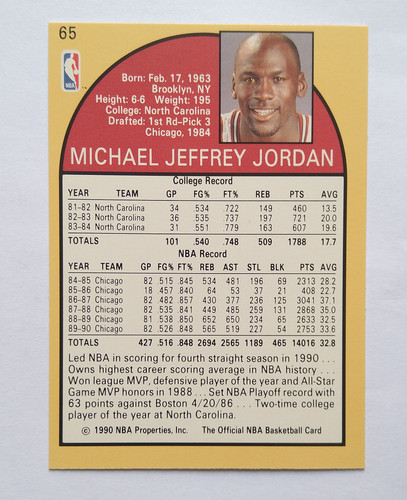 65
NBA
Born: Feb. 17, 1963
Brooklyn, NY
Height: 6-6 Weight: 195
College: North Carolina
Drafted: 1st Rd-Pick 3
Chicago, 1984
MICHAEL JEFFREY JORDAN
College Record
YEAR TEAM GP FG% FT% REB PTS AVG
81-82 North Carolina 34 .534 .722 149 460 13.5
82-83 North Carolina 36 .535 .737 197 721 20.0
83-84 North Carolina 31 .551 .779 163 607 19.6
TOTALS 101 .540 .748 509 1788 17.7
NBA Record
YEAR TEAM GP FG% FT% REB AST STL BLK PTS AVG
84-85 Chicago 82 .515 .845 534 481 196 69 2313 28.2
85-86 Chicago 18 .457 .840 64 53 37 21 408 22.7
86-87 Chicago 82 .482 .857 430 377 236 125 3041 37.1
87-88 Chicago 82 .535 .841 449 485 259 131 2868 35.0
88-89 Chicago 81 .538 .850 652 650 234 65 2633 32.5
89-90 Chicago 82 .526 .848 565 519 227 54 2753 33.6
TOTALS 427 .516 .848 2694 2565 1189 465 14016 32.8
Led NBA in scoring for fourth straight season in 1990 . . .
Owns highest career scoring average in NBA history . . .
Won league MVP, defensive player of the year and All-Star
Game MVP honors in 1988 . . . Set NBA Playoff record with
63 points against Boston 4/20/86 . . . Two-time college
player of the year at North Carolina.
© 1990 NBA Properties, Inc. The Official NBA Basketball Card